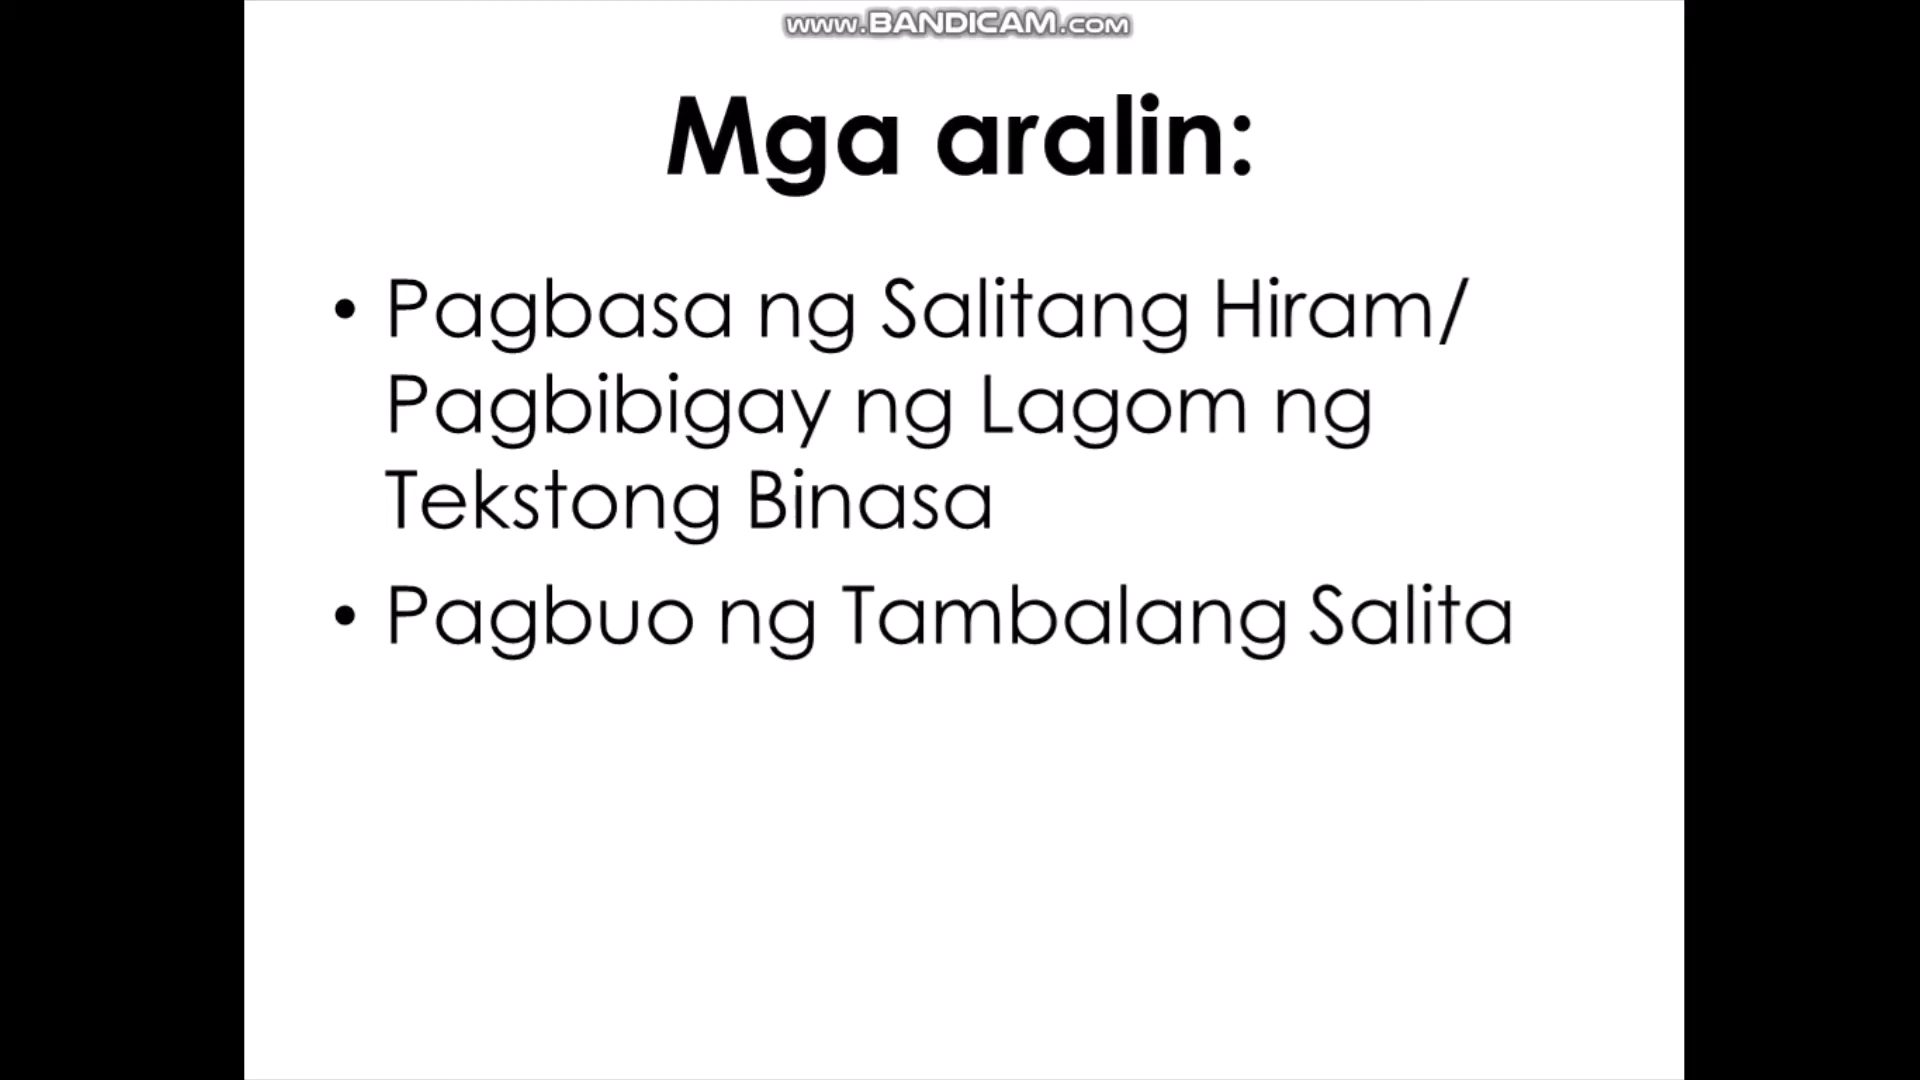 www.BANDICAM.com
Mga aralin:
• Pagbasa ng Salitang Hiram/
Pagbibigay ng Lagom ng
Tekstong Binasa
• Pagbuo ng Tambalang Salita